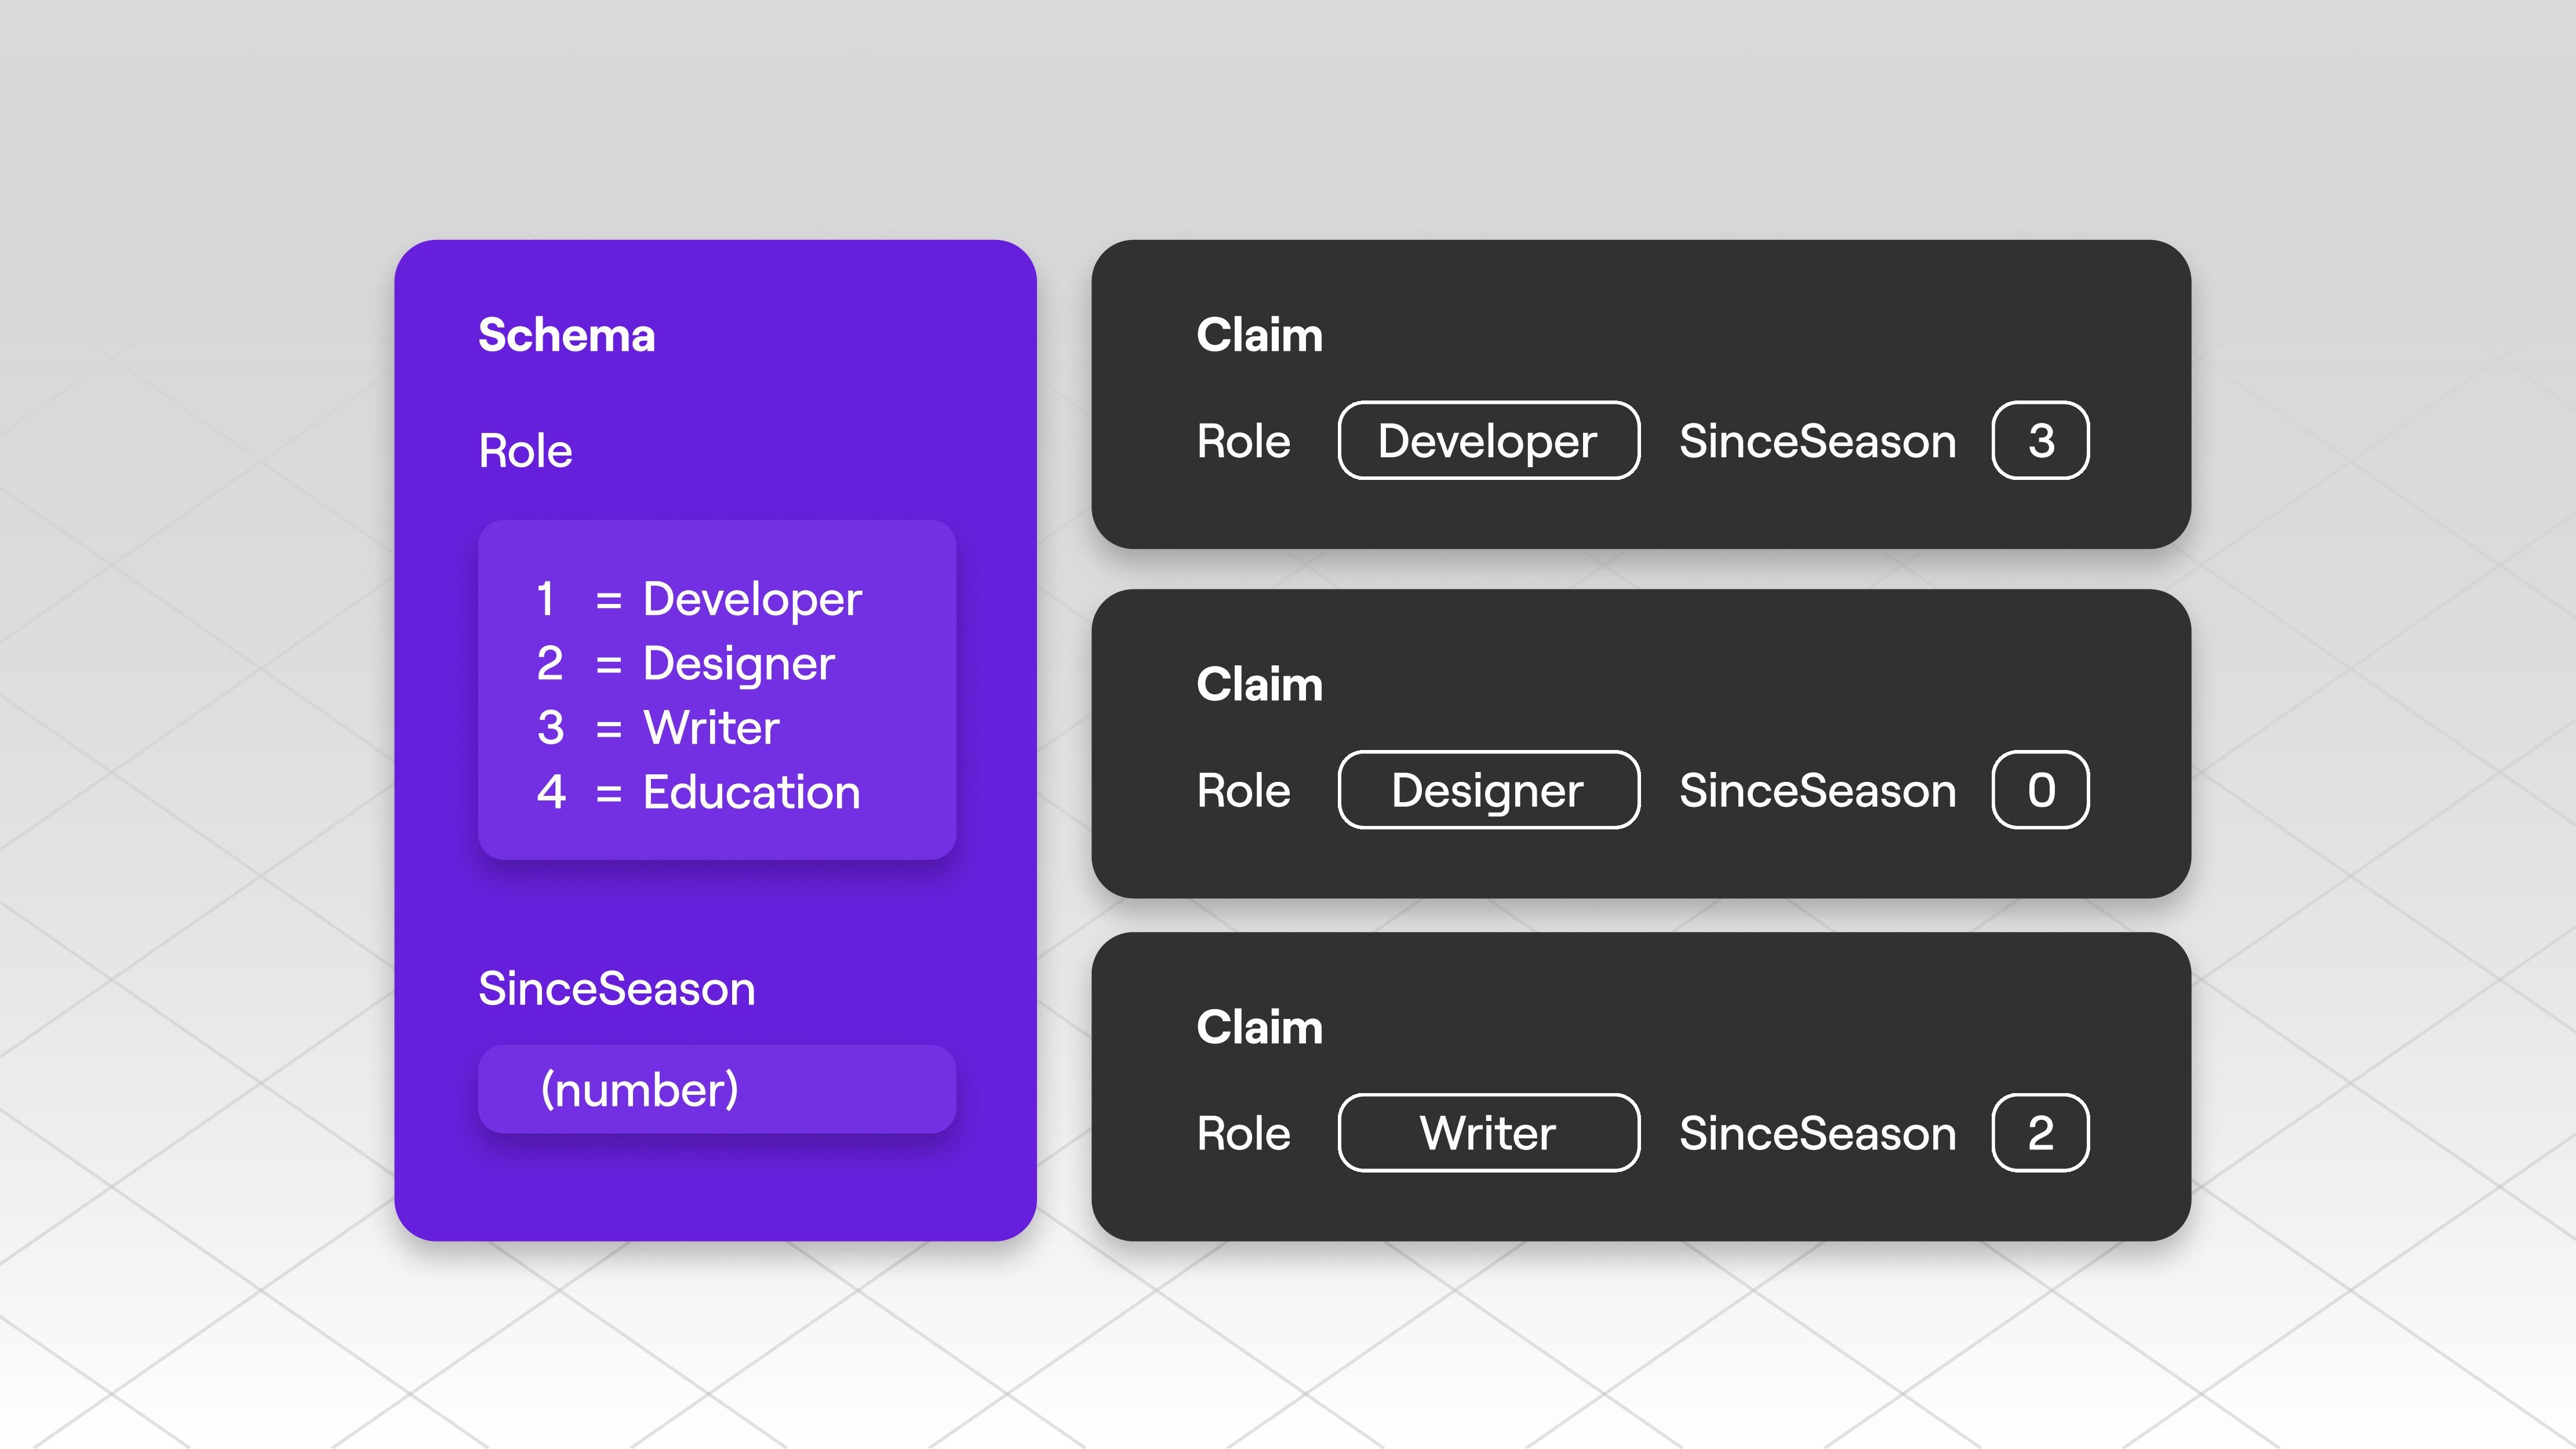 Schema
Role
1 = Developer
2 = Designer
3 = Writer
4 = Education
SinceSeason
(number)
Claim
Role Developer SinceSeason 3
Claim
Role Designer SinceSeason 0
Claim
Role Writer SinceSeason 2